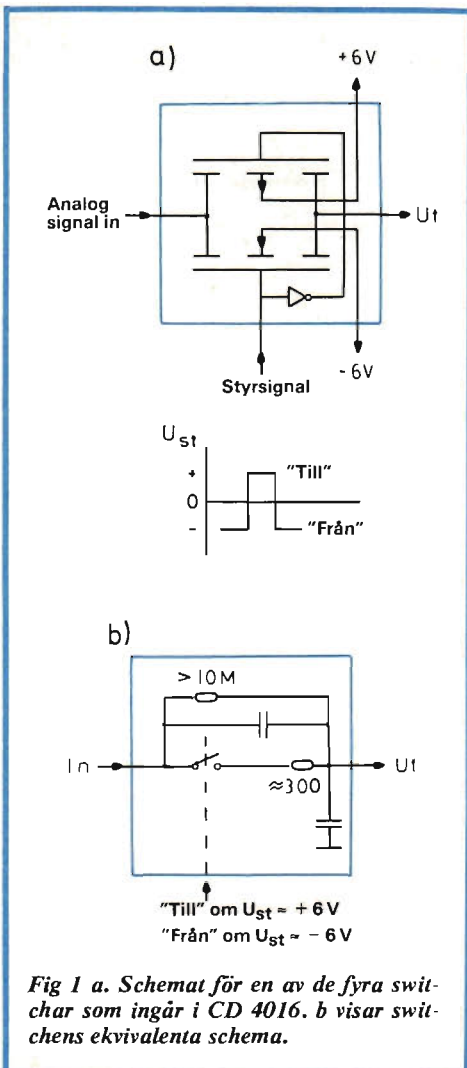 a)
+6V
Analog
signal in
Ut
-6V
Styrsignal
Ust
+
"Till"
0
-
"Från"
b)
> 10M
In
Ut
≈300
"Till" om Ust ≈ + 6 V
"Från" om Ust ≈ - 6 V
Fig 1 a. Schemat för en av de fyra swit-
char som ingår i CD 4016. b visar swit-
chens ekvivalenta schema.